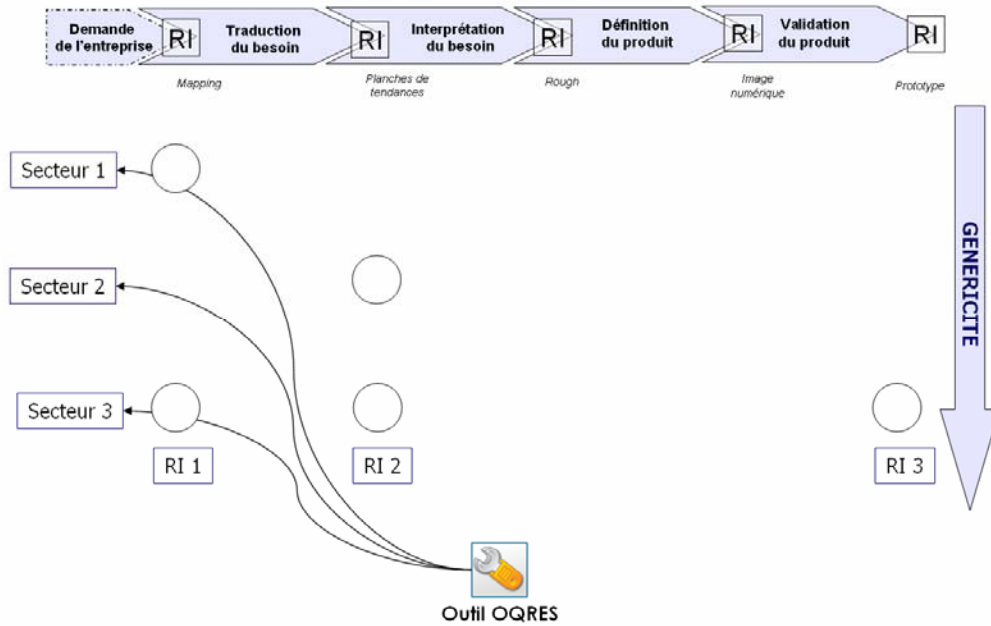 Demande
de l'entreprise
RI
Traduction
du besoin
RI
Interprétation
du besoin
RI
Définition
du produit
RI
Validation
du produit
RI
Mapping
Planches de
tendances
Rough
Image
numérique
Prototype
Secteur 1
Secteur 2
Secteur 3
RI 1
RI 2
RI 3
GENERICITE
Outil OQRES